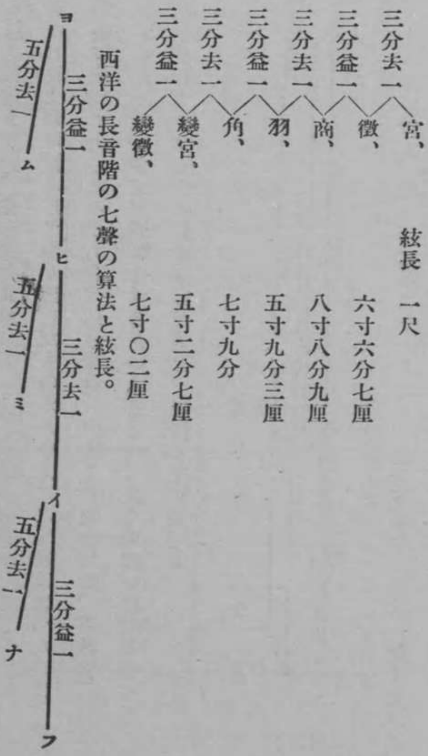 宮、 絃長 一尺
三分去一
徵、 六寸六分七厘
三分益一
商、 八寸八分九厘
三分去一
羽、 五寸九分三厘
三分益一
角、 七寸九分
三分去一
變宮、 五寸二分七厘
三分益一
變徵、 七寸〇二厘
西洋の長音階の七聲の算法と絃長。
三分益一 三分去一 三分益一
ヨ ヒ イ フ
五分去一 ム 五分去一 ミ 五分去一 ナ